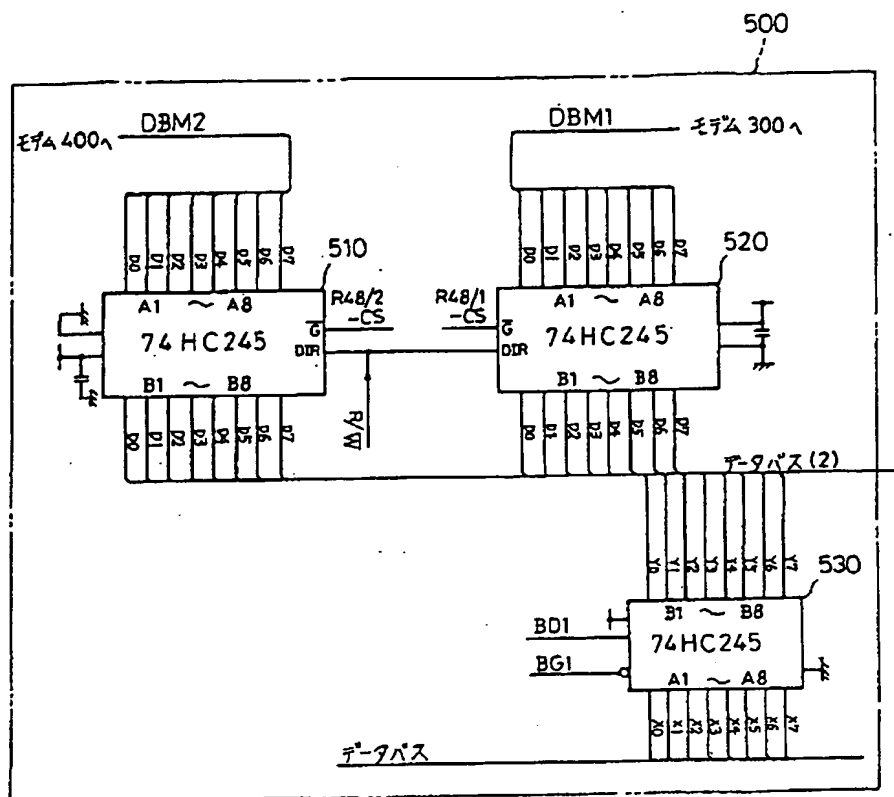 500
DBM2
モデム 400へ
DBM1
モデム 300へ
D0 D1 D2 D3 D4 D5 D6 D7
510
D0 D1 D2 D3 D4 D5 D6 D7
520
A1 ~ A8
74HC245
B1 ~ B8
G
DIR
R48/2
-CS
R48/1
-CS
A1 ~ A8
G
74HC245
DIR
B1 ~ B8
R/W
D0 D1 D2 D3 D4 D5 D6 D7
D0 D1 D2 D3 D4 D5 D6 D7
データバス (2)
Y0 Y1 Y2 Y3 Y4 Y5 Y6 Y7
530
B1 ~ B8
BD1
74HC245
BG1
A1 ~ A8
X0 X1 X2 X3 X4 X5 X6 X7
データバス